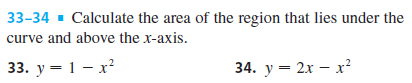 33–34 ▪ Calculate the area of the region that lies under the
curve and above the x-axis.
33. y = 1 − x² 34. y = 2x − x²